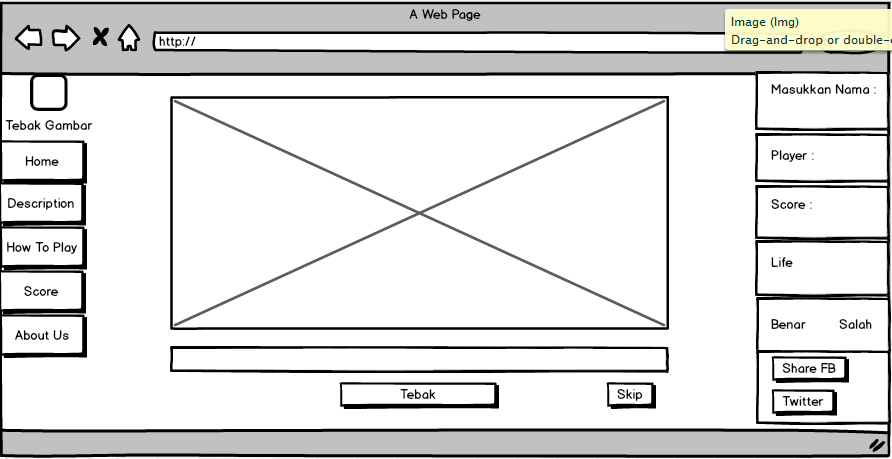 A Web Page
http://
Image (Img)
Drag-and-drop or double-
Tebak Gambar
Home
Description
How To Play
Score
About Us
Tebak
Skip
Masukkan Nama :
Player :
Score :
Life
Benar Salah
Share FB
Twitter